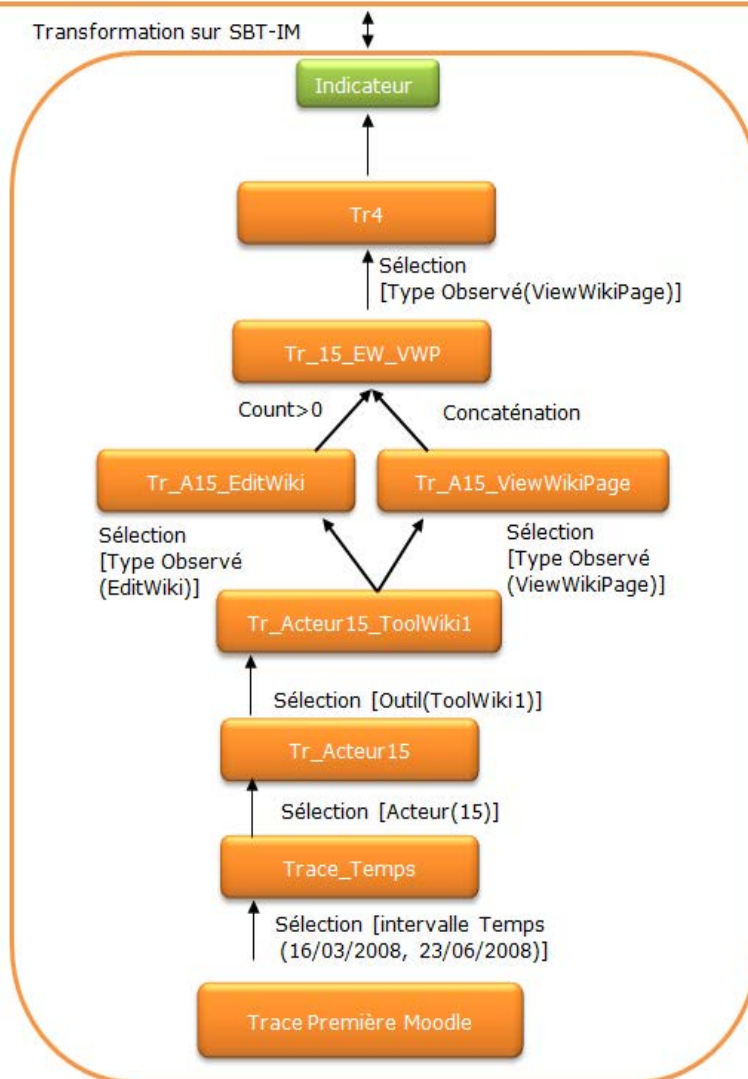 Transformation sur SBT-IM
Indicateur
Tr4
Sélection
[Type Observé(ViewWikiPage)]
Tr_15_EW_VWP
Count>0
Concaténation
Tr_A15_EditWiki
Tr_A15_ViewWikiPage
Sélection
[Type Observé
(EditWiki)]
Sélection
[Type Observé
(ViewWikiPage)]
Tr_Acteur15_ToolWiki1
Sélection [Outil(ToolWiki1)]
Tr_Acteur15
Sélection [Acteur(15)]
Trace_Temps
Sélection [intervalle Temps
(16/03/2008, 23/06/2008)]
Trace Première Moodle